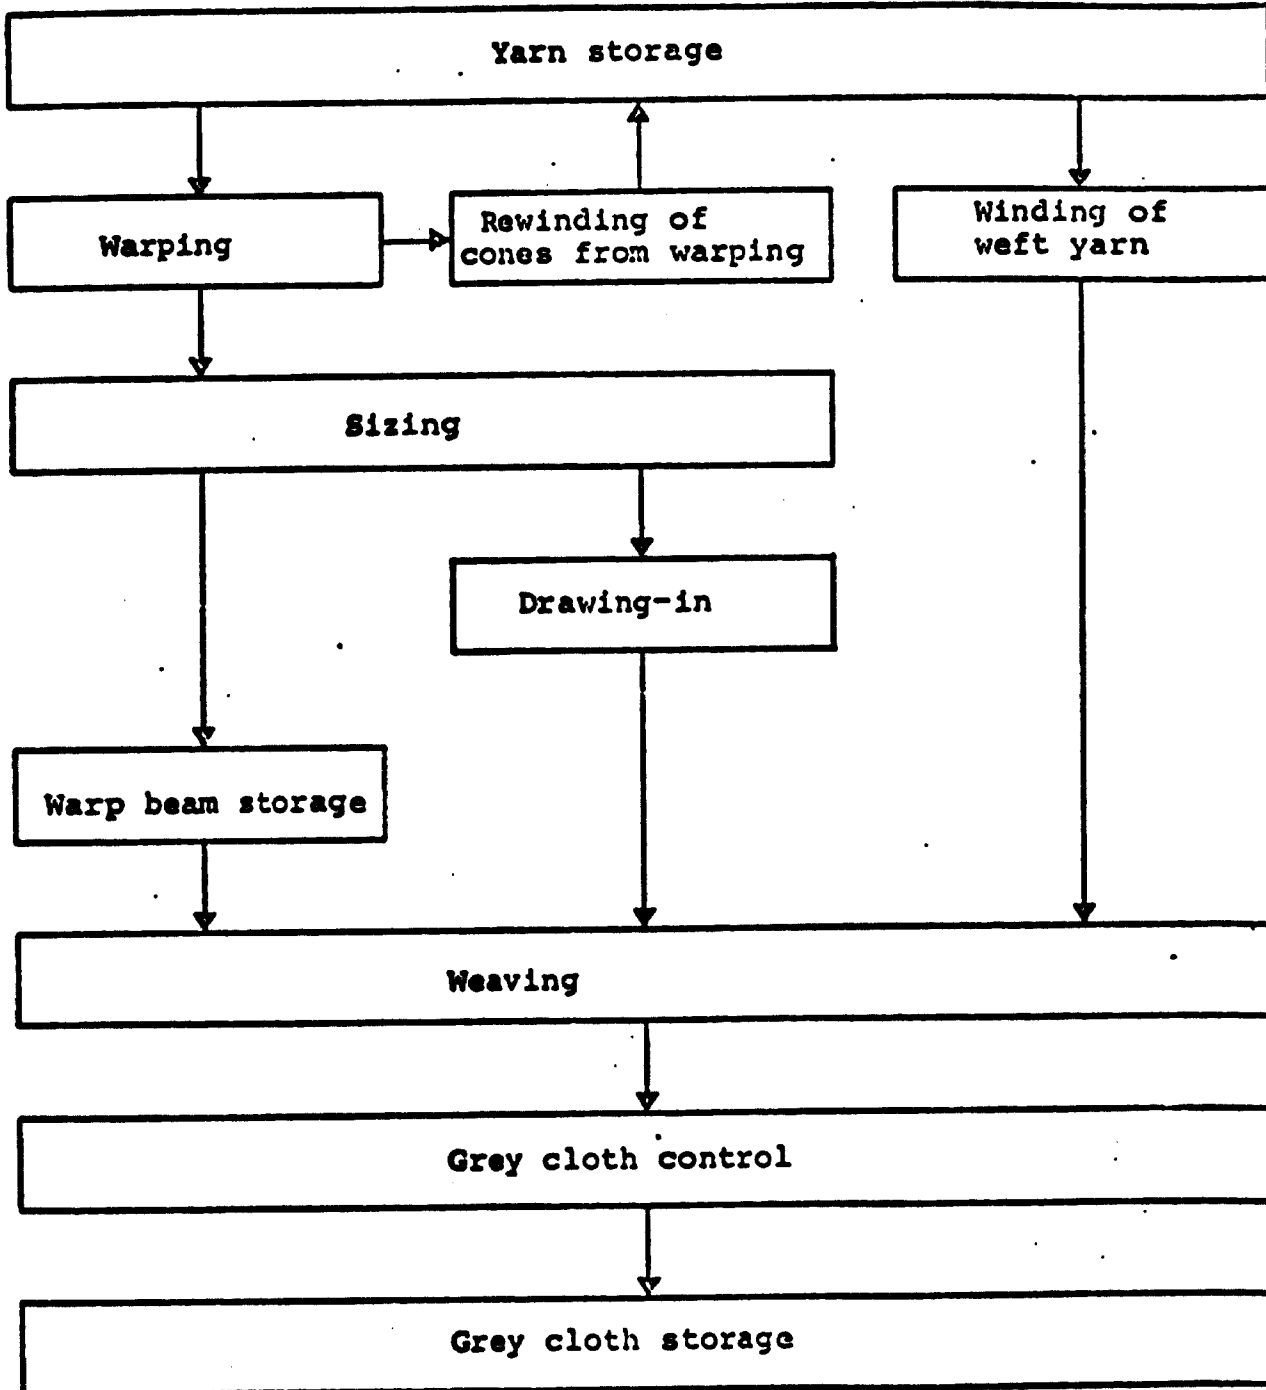 Yarn storage
Warping
Rewinding of
cones from warping
Winding of
weft yarn
Sizing
Drawing-in
Warp beam storage
Weaving
Grey cloth control
Grey cloth storage